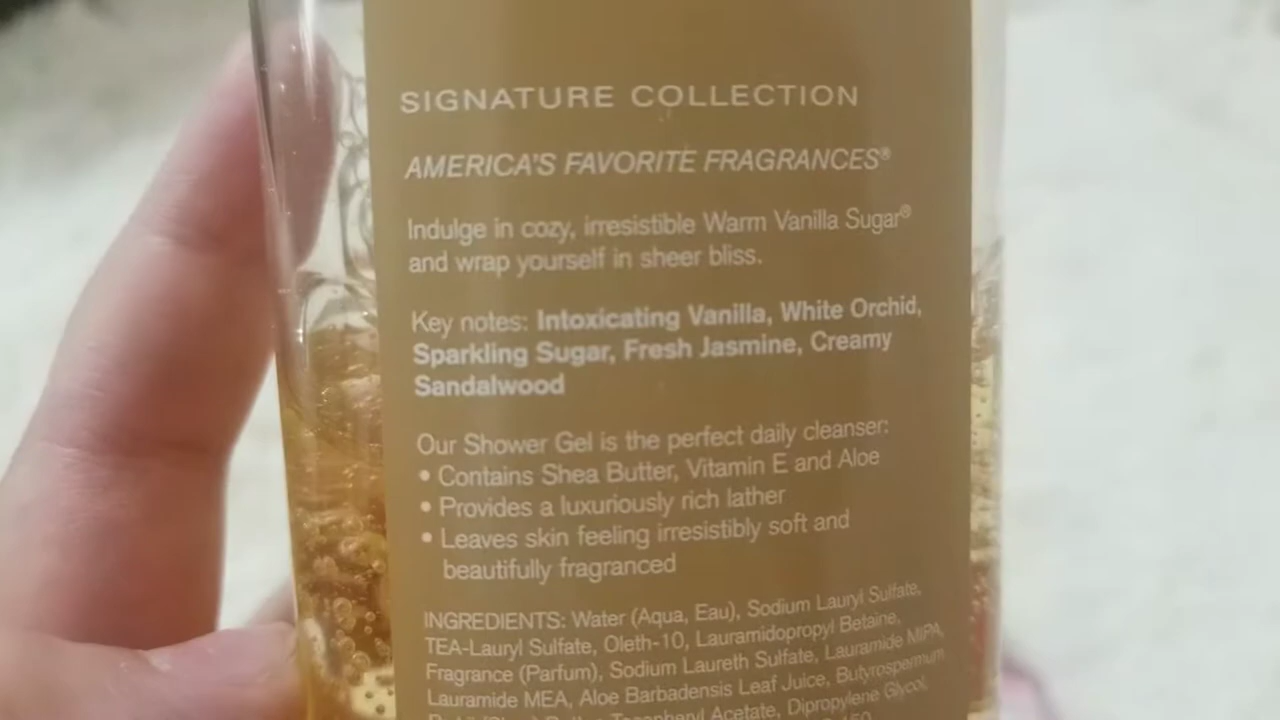 SIGNATURE COLLECTION
AMERICA'S FAVORITE FRAGRANCES®
Indulge in cozy, irresistible Warm Vanilla Sugar®
and wrap yourself in sheer bliss.
Key notes: Intoxicating Vanilla, White Orchid,
Sparkling Sugar, Fresh Jasmine, Creamy
Sandalwood
Our Shower Gel is the perfect daily cleanser:
• Contains Shea Butter, Vitamin E and Aloe
• Provides a luxuriously rich lather
• Leaves skin feeling irresistibly soft and
beautifully fragranced
INGREDIENTS: Water (Aqua, Eau), Sodium Lauryl Sulfate,
TEA-Lauryl Sulfate, Oleth-10, Lauramidopropyl Betaine,
Fragrance (Parfum), Sodium Laureth Sulfate, Lauramide MIPA,
Lauramide MEA, Aloe Barbadensis Leaf Juice, Butyrospermum
Acetate, Dipropylene Glycol,